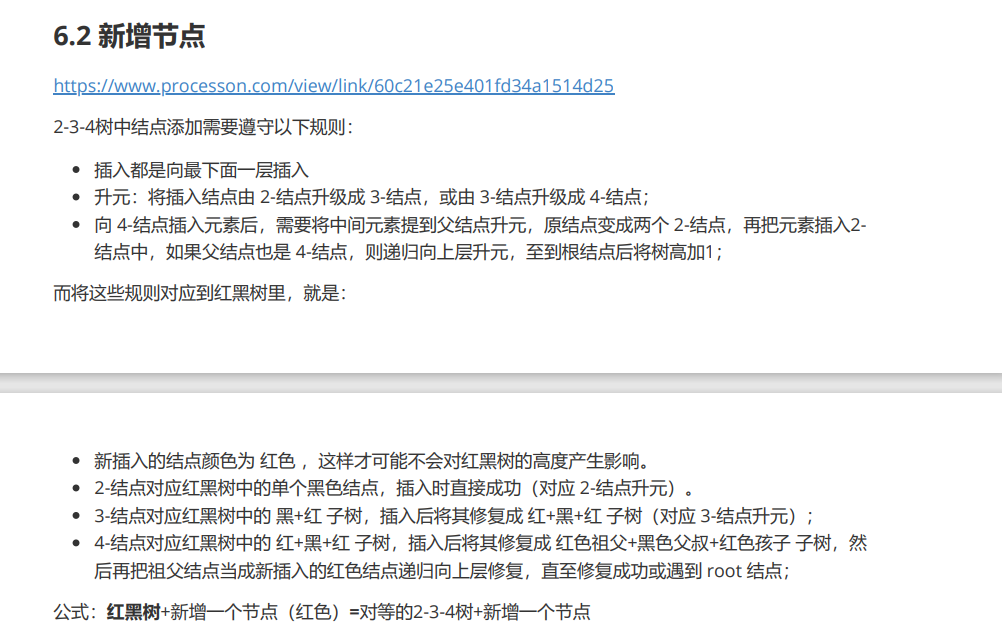 6.2 新增节点
https://www.processon.com/view/link/60c21e25e401fd34a1514d25
2-3-4树中结点添加需要遵守以下规则：
插入都是向最下面一层插入
升元：将插入结点由 2-结点升级成 3-结点，或由 3-结点升级成 4-结点；
向 4-结点插入元素后，需要将中间元素提到父结点升元，原结点变成两个 2-结点，再把元素插入2-
结点中，如果父结点也是 4-结点，则递归向上层升元，至到根结点后将树高加1；
而将这些规则对应到红黑树里，就是：
新插入的结点颜色为 红色 ，这样才可能不会对红黑树的高度产生影响。
2-结点对应红黑树中的单个黑色结点，插入时直接成功（对应 2-结点升元）。
3-结点对应红黑树中的 黑+红 子树，插入后将其修复成 红+黑+红 子树（对应 3-结点升元）；
4-结点对应红黑树中的 红+黑+红 子树，插入后将其修复成 红色祖父+黑色父叔+红色孩子 子树，然
后再把祖父结点当成新插入的红色结点递归向上层修复，直至修复成功或遇到 root 结点；
公式：红黑树+新增一个节点（红色）=对等的2-3-4树+新增一个节点